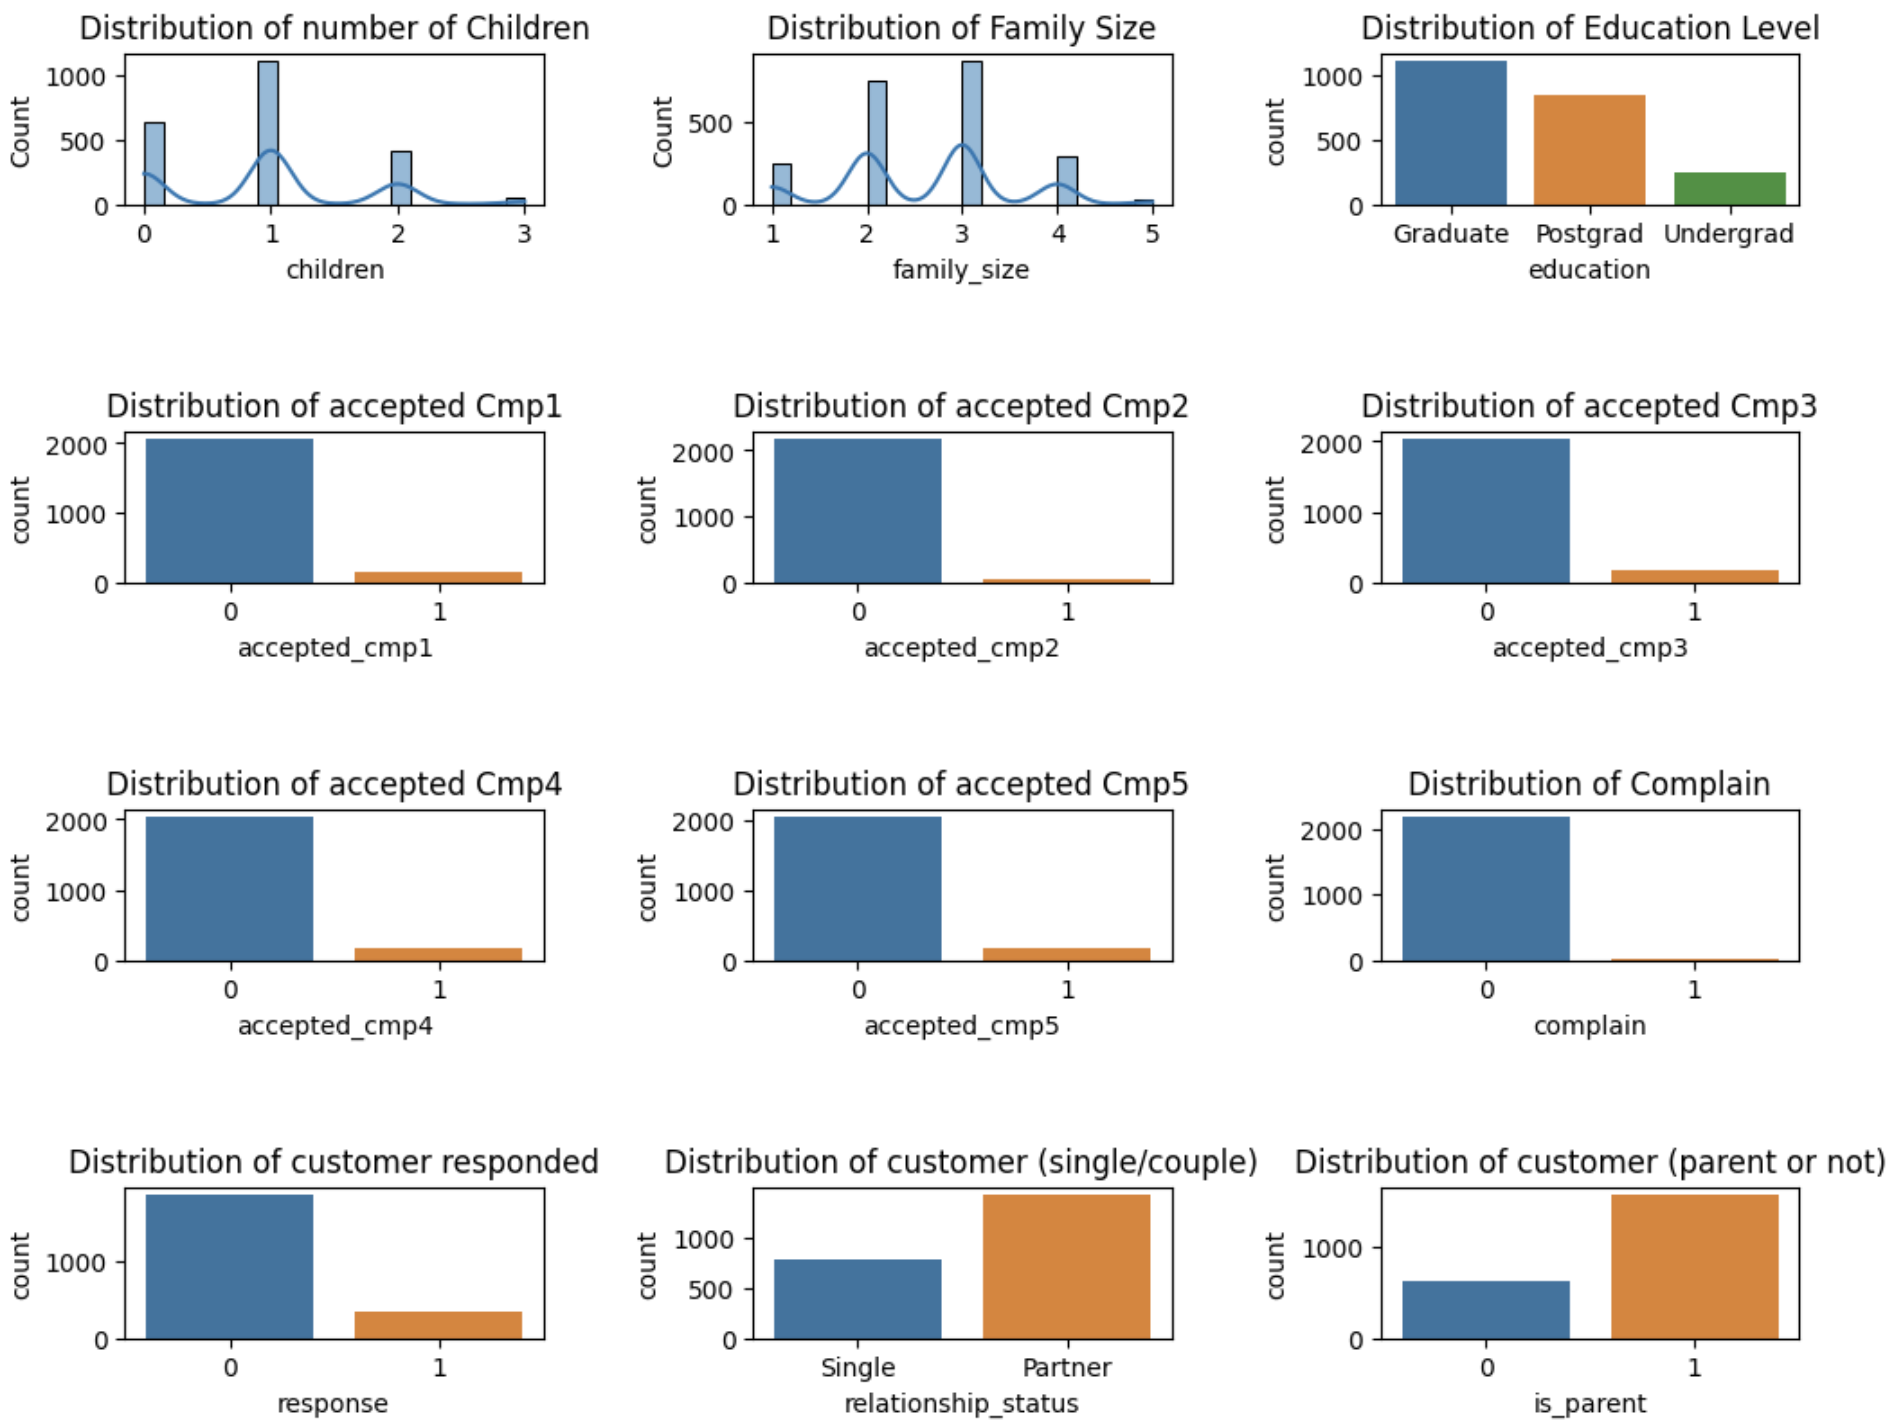 Distribution of number of Children
Count
1000
500
0
0 1 2 3
children
Distribution of Family Size
Count
500
0
1 2 3 4 5
family_size
Distribution of Education Level
count
1000
500
0
Graduate Postgrad Undergrad
education
Distribution of accepted Cmp1
count
2000
1000
0
0 1
accepted_cmp1
Distribution of accepted Cmp2
count
2000
1000
0
0 1
accepted_cmp2
Distribution of accepted Cmp3
count
2000
1000
0
0 1
accepted_cmp3
Distribution of accepted Cmp4
count
2000
1000
0
0 1
accepted_cmp4
Distribution of accepted Cmp5
count
2000
1000
0
0 1
accepted_cmp5
Distribution of Complain
count
2000
1000
0
0 1
complain
Distribution of customer responded
count
1000
0
0 1
response
Distribution of customer (single/couple)
count
1000
500
0
Single Partner
relationship_status
Distribution of customer (parent or not)
count
1000
0
0 1
is_parent